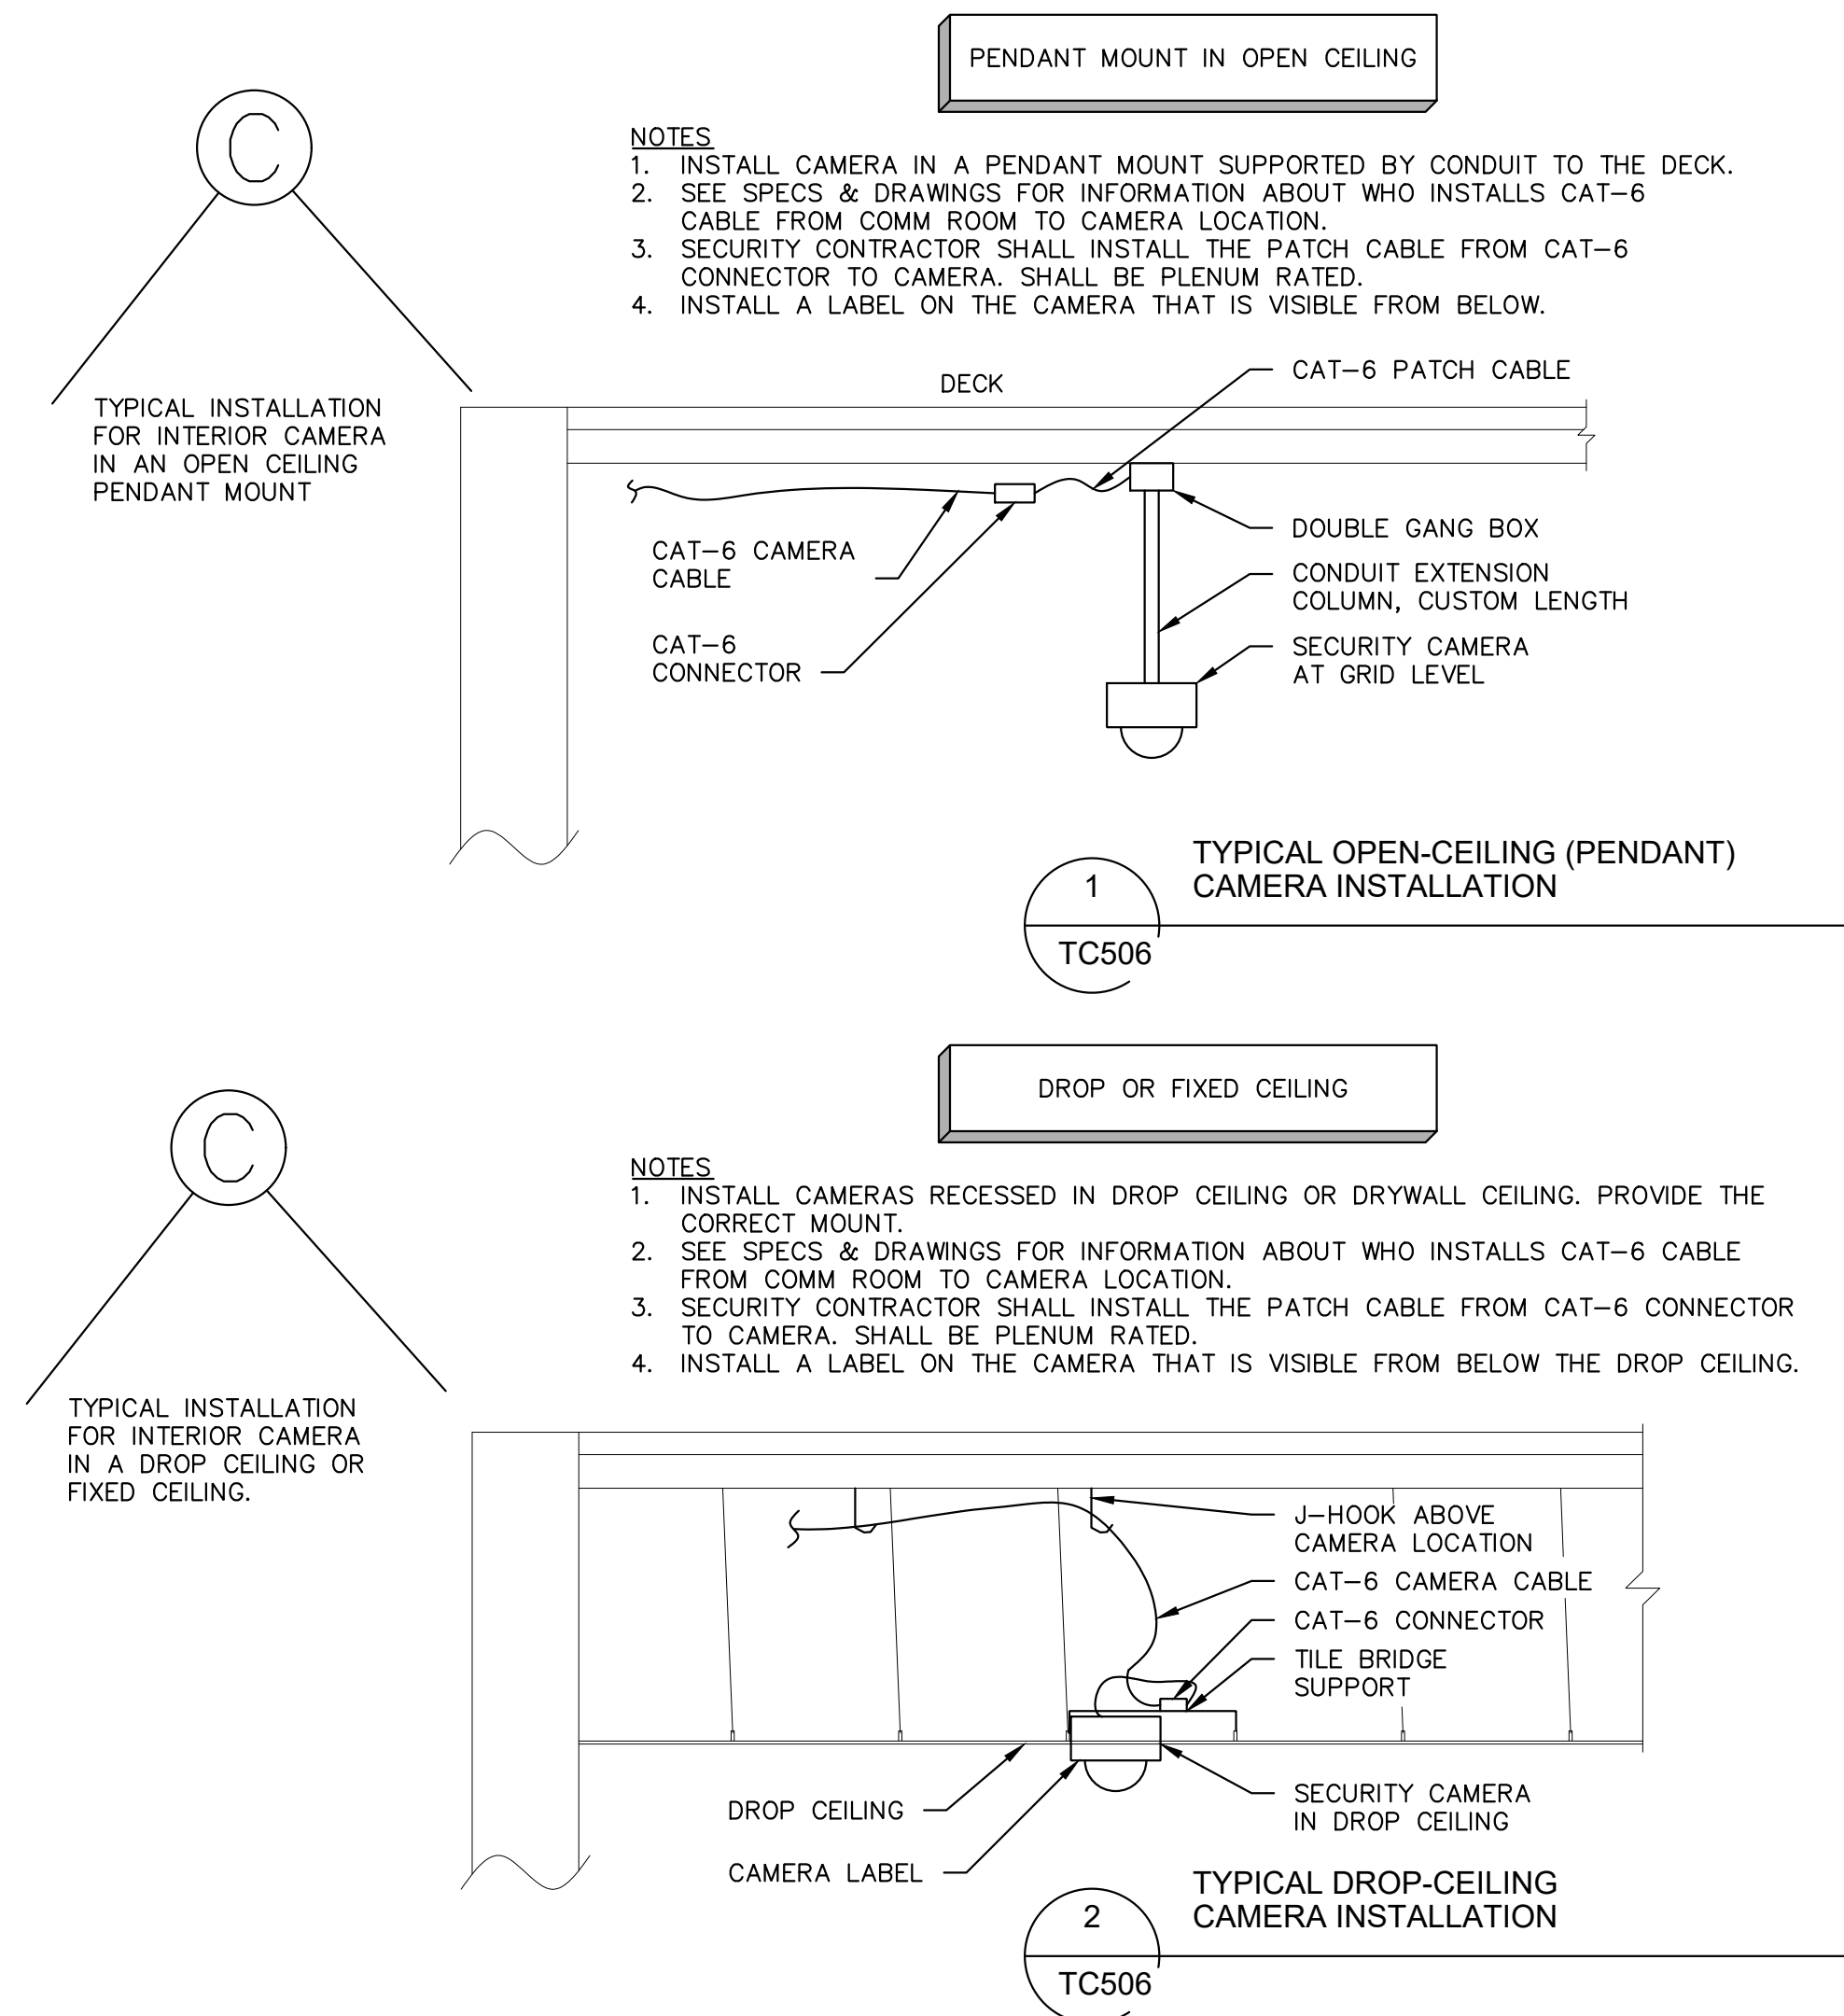 PENDANT MOUNT IN OPEN CEILING
C
NOTES
1. INSTALL CAMERA IN A PENDANT MOUNT SUPPORTED BY CONDUIT TO THE DECK.
2. SEE SPECS & DRAWINGS FOR INFORMATION ABOUT WHO INSTALLS CAT-6
CABLE FROM COMM ROOM TO CAMERA LOCATION.
3. SECURITY CONTRACTOR SHALL INSTALL THE PATCH CABLE FROM CAT-6
CONNECTOR TO CAMERA. SHALL BE PLENUM RATED.
4. INSTALL A LABEL ON THE CAMERA THAT IS VISIBLE FROM BELOW.
TYPICAL INSTALLATION
FOR INTERIOR CAMERA
IN AN OPEN CEILING
PENDANT MOUNT
DECK
CAT-6 PATCH CABLE
CAT-6 CAMERA
CABLE
CAT-6
CONNECTOR
DOUBLE GANG BOX
CONDUIT EXTENSION
COLUMN, CUSTOM LENGTH
SECURITY CAMERA
AT GRID LEVEL
1
TC506
TYPICAL OPEN-CEILING (PENDANT)
CAMERA INSTALLATION
DROP OR FIXED CEILING
C
NOTES
1. INSTALL CAMERAS RECESSED IN DROP CEILING OR DRYWALL CEILING. PROVIDE THE
CORRECT MOUNT.
2. SEE SPECS & DRAWINGS FOR INFORMATION ABOUT WHO INSTALLS CAT-6 CABLE
FROM COMM ROOM TO CAMERA LOCATION.
3. SECURITY CONTRACTOR SHALL INSTALL THE PATCH CABLE FROM CAT-6 CONNECTOR
TO CAMERA. SHALL BE PLENUM RATED.
4. INSTALL A LABEL ON THE CAMERA THAT IS VISIBLE FROM BELOW THE DROP CEILING.
TYPICAL INSTALLATION
FOR INTERIOR CAMERA
IN A DROP CEILING OR
FIXED CEILING.
J-HOOK ABOVE
CAMERA LOCATION
CAT-6 CAMERA CABLE
CAT-6 CONNECTOR
TILE BRIDGE
SUPPORT
DROP CEILING
CAMERA LABEL
SECURITY CAMERA
IN DROP CEILING
2
TC506
TYPICAL DROP-CEILING
CAMERA INSTALLATION